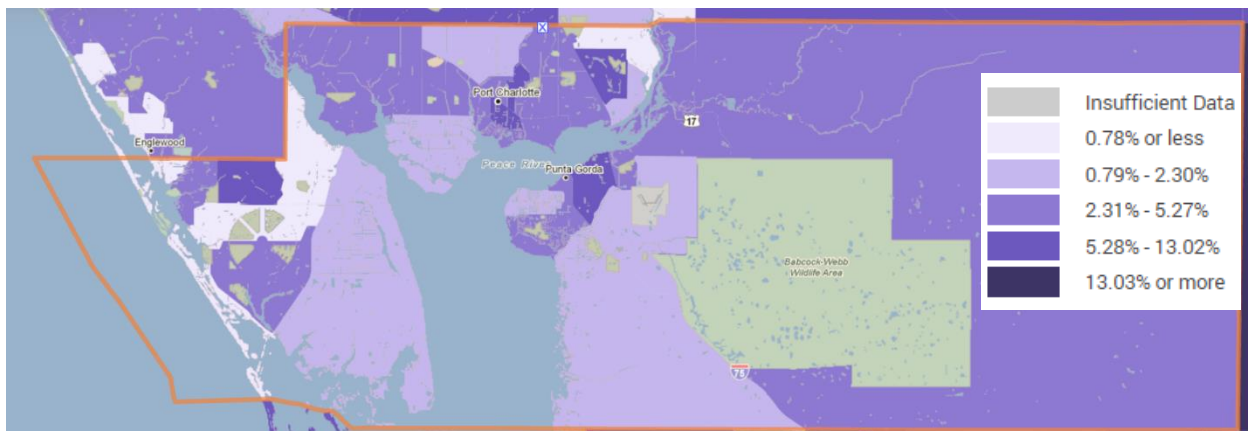 X
Port Charlotte
17
Englewood
Peace River
Punta Gorda
Babcock-Webb
Wildlife Area
75
Insufficient Data
0.78% or less
0.79% - 2.30%
2.31% - 5.27%
5.28% - 13.02%
13.03% or more